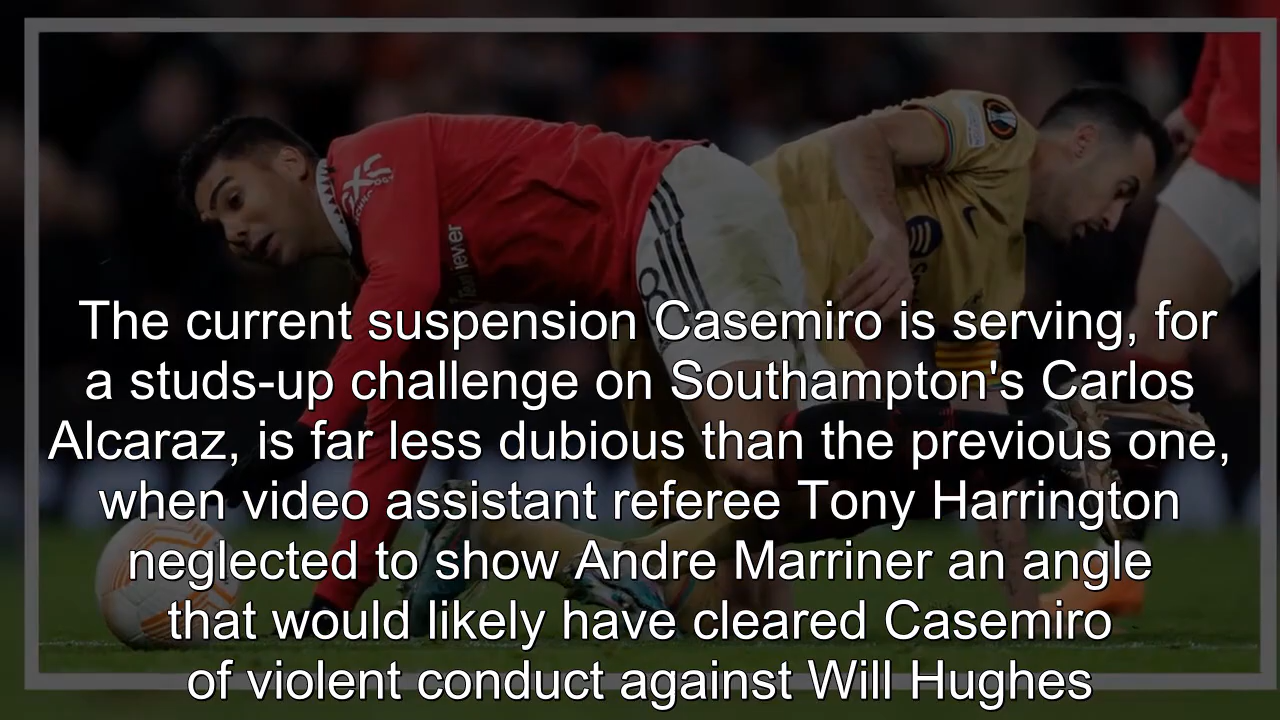 The current suspension Casemiro is serving, for
a studs-up challenge on Southampton's Carlos
Alcaraz, is far less dubious than the previous one,
when video assistant referee Tony Harrington
neglected to show Andre Marriner an angle
that would likely have cleared Casemiro
of violent conduct against Will Hughes
TeamViewer
8